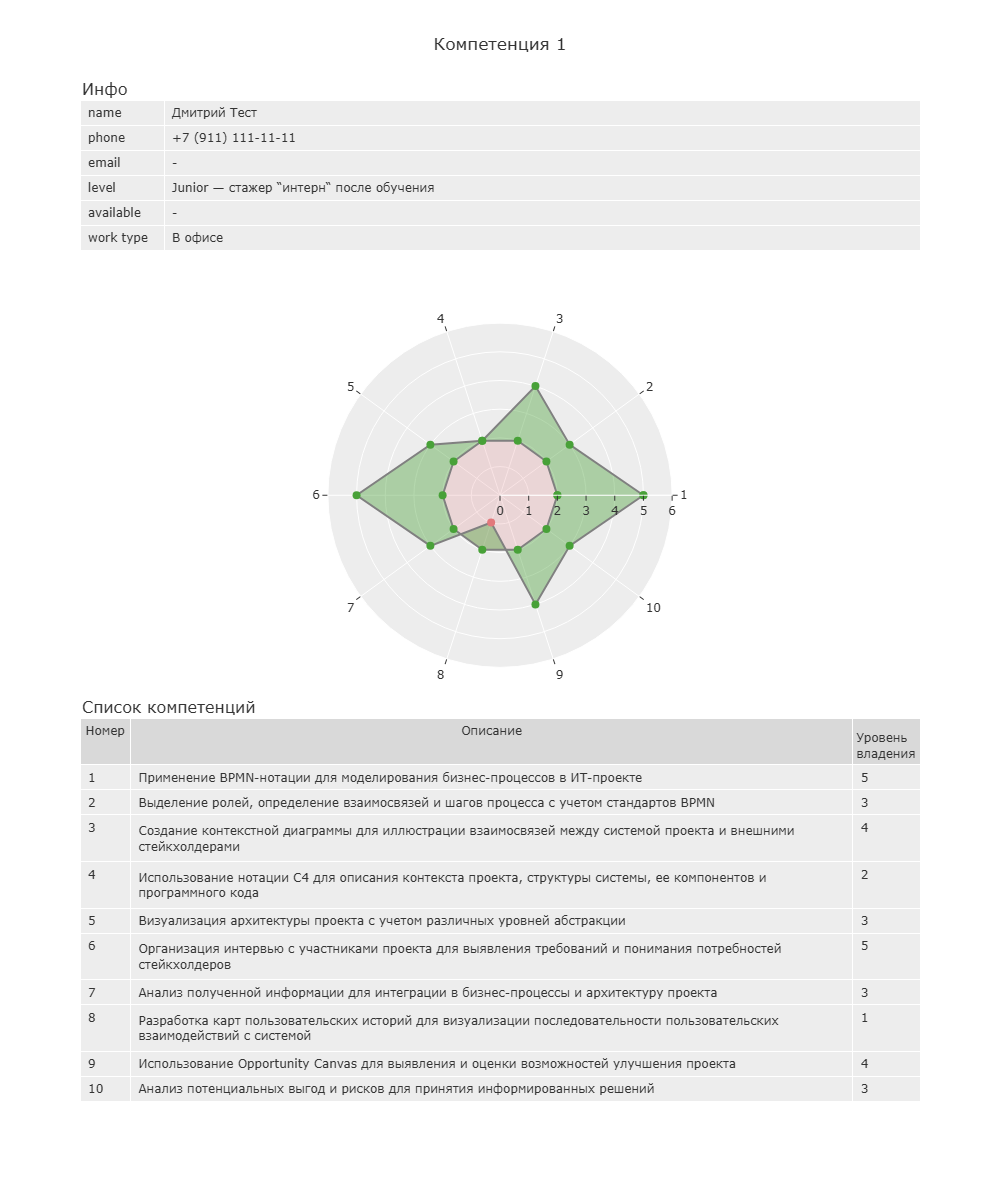 Компетенция 1
Инфо
name Дмитрий Тест
phone +7 (911) 111-11-11
email -
level Junior — стажер “интерн“ после обучения
available -
work type В офисе
4 3
5 2
6 1
0 1 2 3 4 5 6
7 10
8 9
Список компетенций
Номер Описание Уровень
владения
1 Применение BPMN-нотации для моделирования бизнес-процессов в ИТ-проекте 5
2 Выделение ролей, определение взаимосвязей и шагов процесса с учетом стандартов BPMN 3
3 Создание контекстной диаграммы для иллюстрации взаимосвязей между системой проекта и внешними 4
стейкхолдерами
4 Использование нотации C4 для описания контекста проекта, структуры системы, ее компонентов и 2
программного кода
5 Визуализация архитектуры проекта с учетом различных уровней абстракции 3
6 Организация интервью с участниками проекта для выявления требований и понимания потребностей 5
стейкхолдеров
7 Анализ полученной информации для интеграции в бизнес-процессы и архитектуру проекта 3
8 Разработка карт пользовательских историй для визуализации последовательности пользовательских 1
взаимодействий с системой
9 Использование Opportunity Canvas для выявления и оценки возможностей улучшения проекта 4
10 Анализ потенциальных выгод и рисков для принятия информированных решений 3